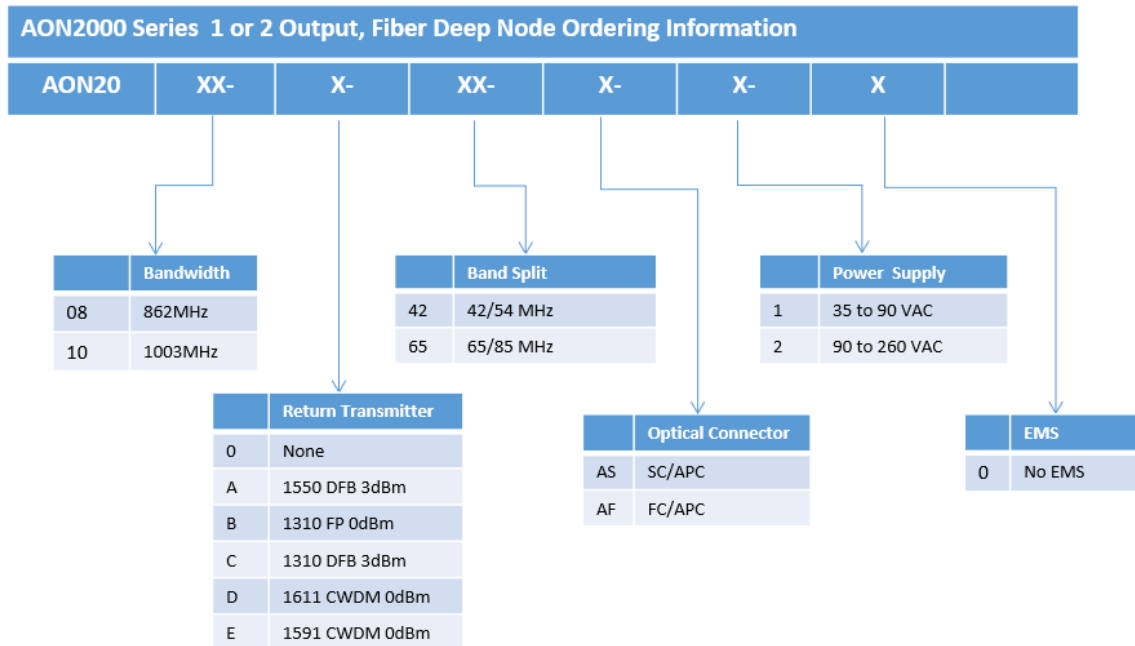 AON2000 Series 1 or 2 Output, Fiber Deep Node Ordering Information
AON20 XX- X- XX- X- X- X
Bandwidth
08 862MHz
10 1003MHz
Band Split
42 42/54 MHz
65 65/85 MHz
Power Supply
1 35 to 90 VAC
2 90 to 260 VAC
Return Transmitter
0 None
A 1550 DFB 3dBm
B 1310 FP 0dBm
C 1310 DFB 3dBm
D 1611 CWDM 0dBm
E 1591 CWDM 0dBm
Optical Connector
AS SC/APC
AF FC/APC
EMS
0 No EMS